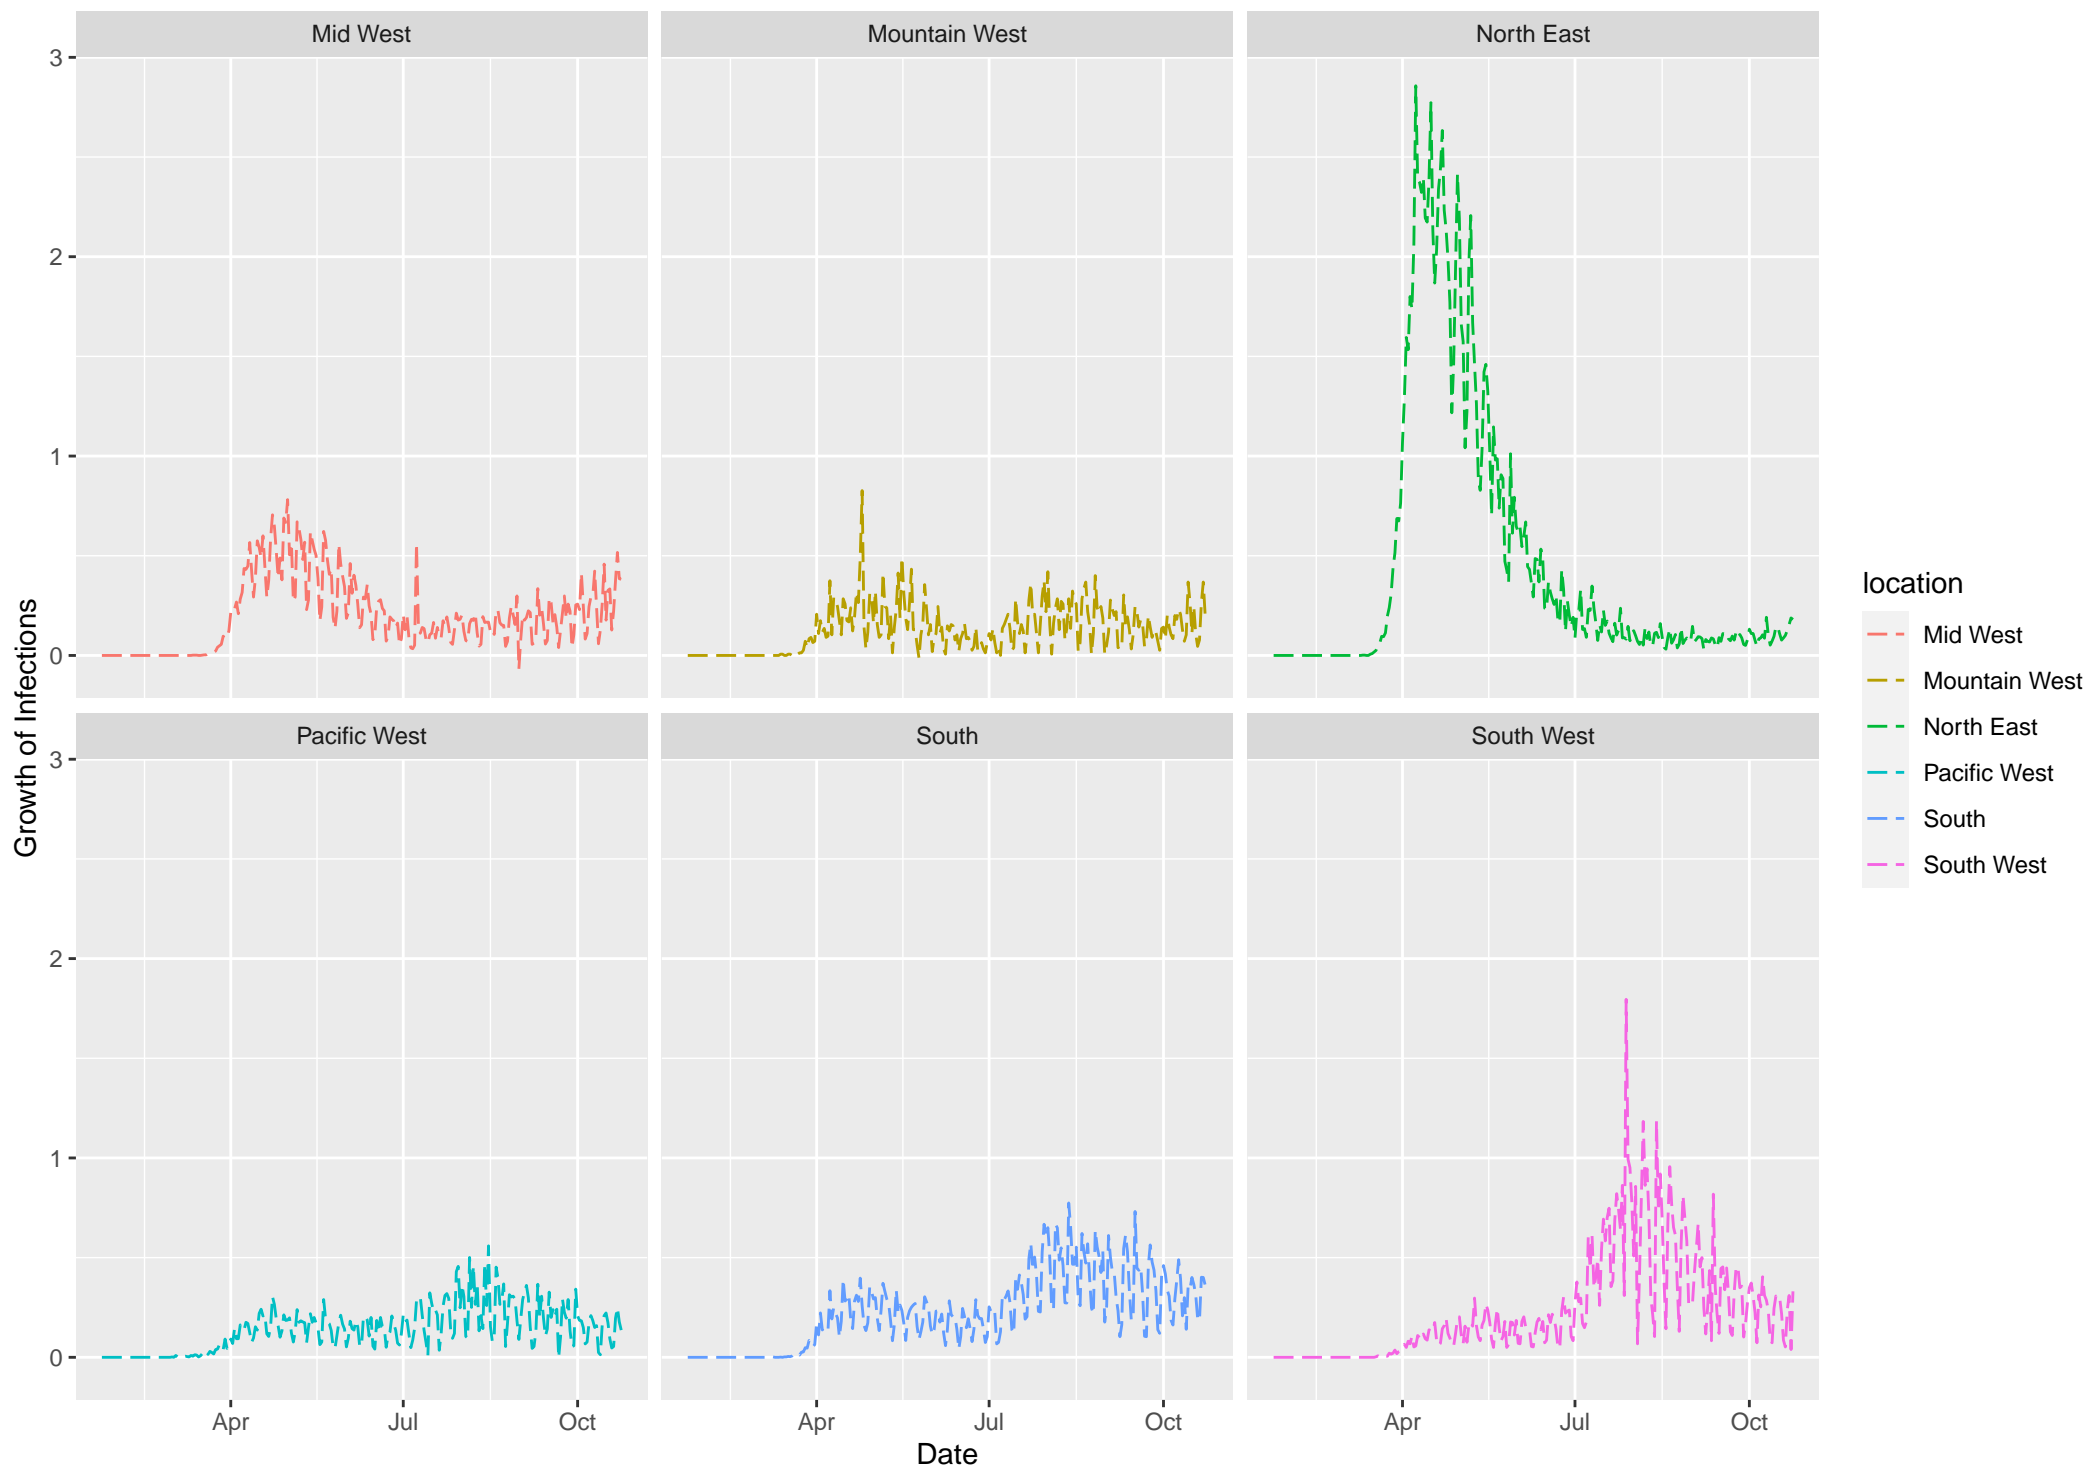 Mid West
Mountain West
North East
3
2
1
0
Growth of Infections
Pacific West
South
South West
3
2
1
0
Apr
Jul
Oct
Apr
Jul
Oct
Apr
Jul
Oct
Date
location
Mid West
Mountain West
North East
Pacific West
South
South West